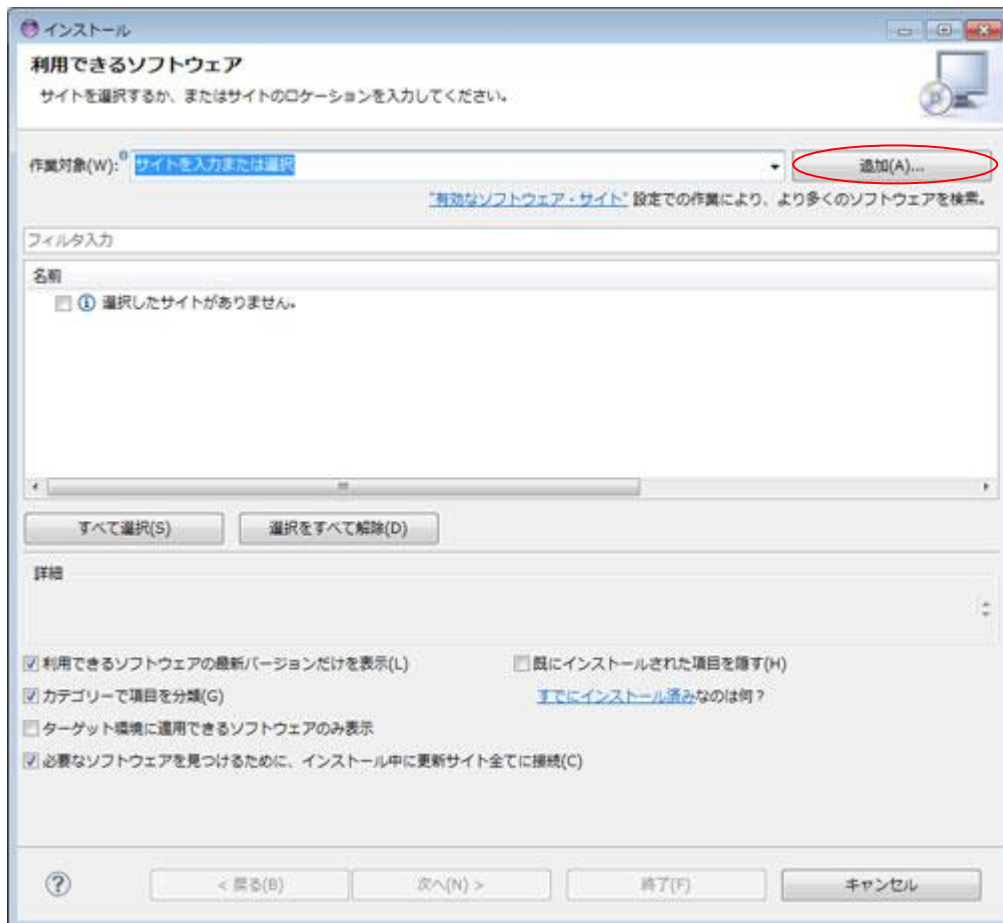 インストール
利用できるソフトウェア
サイトを選択するか、またはサイトのロケーションを入力してください。
作業対象(W): サイトを入力または選択 追加(A)...
"有効なソフトウェア・サイト" 設定での作業により、より多くのソフトウェアを検索。
フィルタ入力
名前
選択したサイトがありません。
すべて選択(S) 選択をすべて解除(D)
詳細
利用できるソフトウェアの最新バージョンだけを表示(L) 既にインストールされた項目を隠す(H)
カテゴリーで項目を分類(G) すでにインストール済みなのは何？
ターゲット環境に適用できるソフトウェアのみ表示
必要なソフトウェアを見つけるために、インストール中に更新サイト全てに接続(C)
? < 戻る(B) 次へ(N) > 終了(F) キャンセル